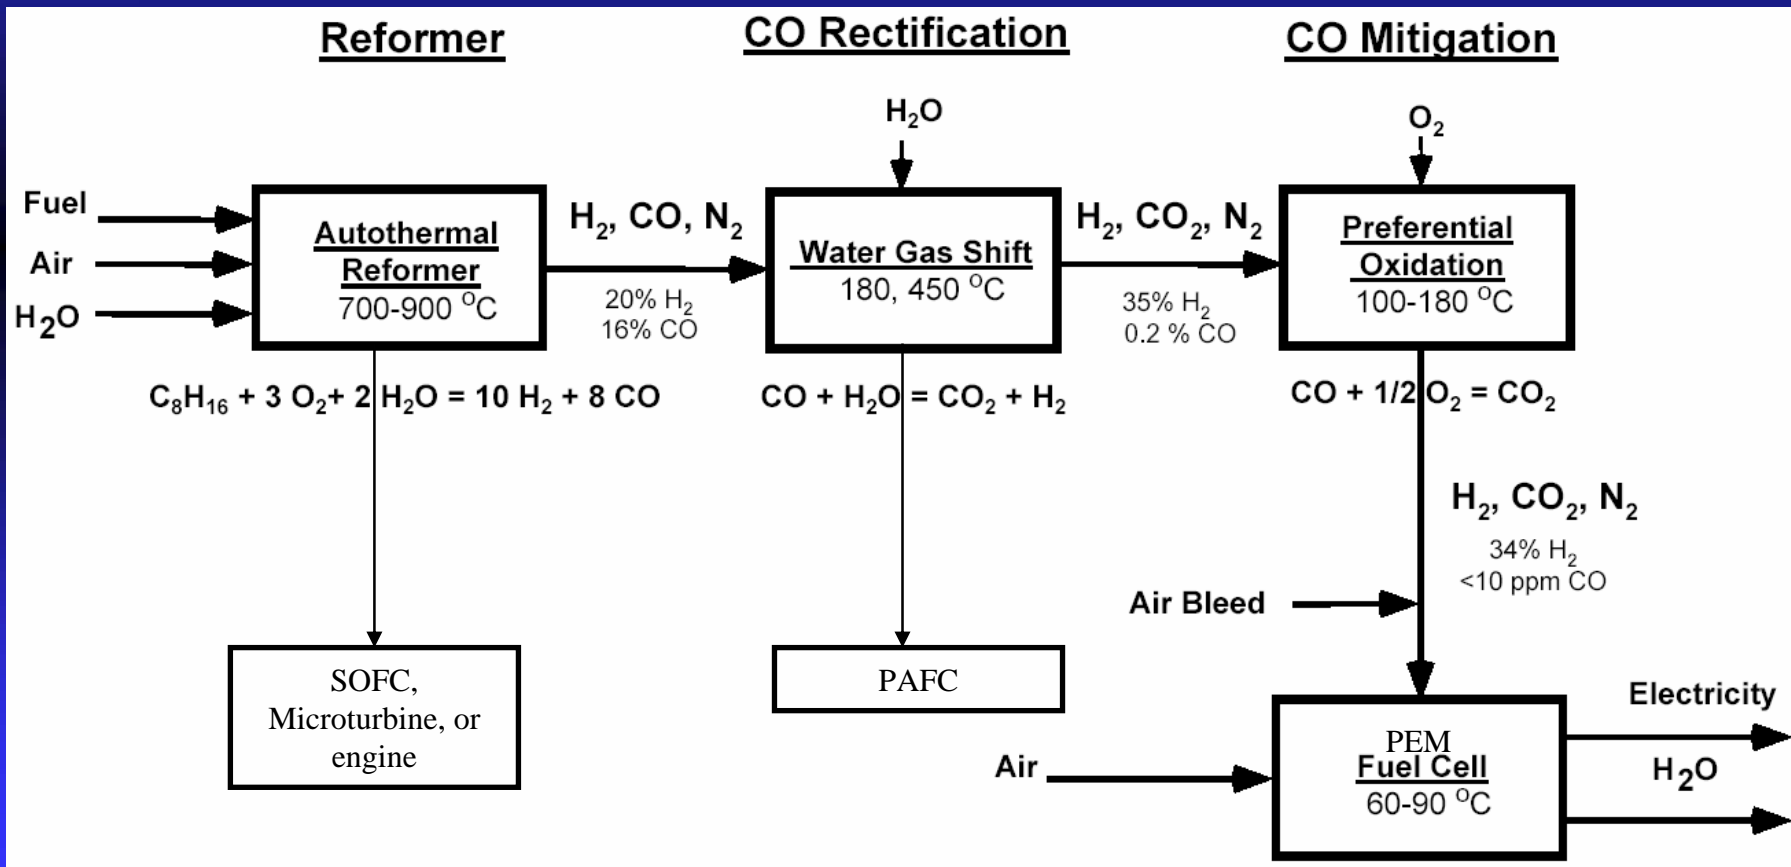 Reformer
CO Rectification
CO Mitigation
H₂O
O₂
Fuel
Air
H₂O
Autothermal
Reformer
700-900 ᴼC
H₂, CO, N₂
20% H₂
16% CO
Water Gas Shift
180, 450 ᴼC
H₂, CO₂, N₂
35% H₂
0.2 % CO
Preferential
Oxidation
100-180 ᴼC
C₈H₁₆ + 3 O₂+ 2 H₂O = 10 H₂ + 8 CO
CO + H₂O = CO₂ + H₂
CO + 1/2 O₂ = CO₂
H₂, CO₂, N₂
34% H₂
<10 ppm CO
Air Bleed
SOFC,
Microturbine, or
engine
PAFC
Air
PEM
Fuel Cell
60-90 ᴼC
Electricity
H₂O